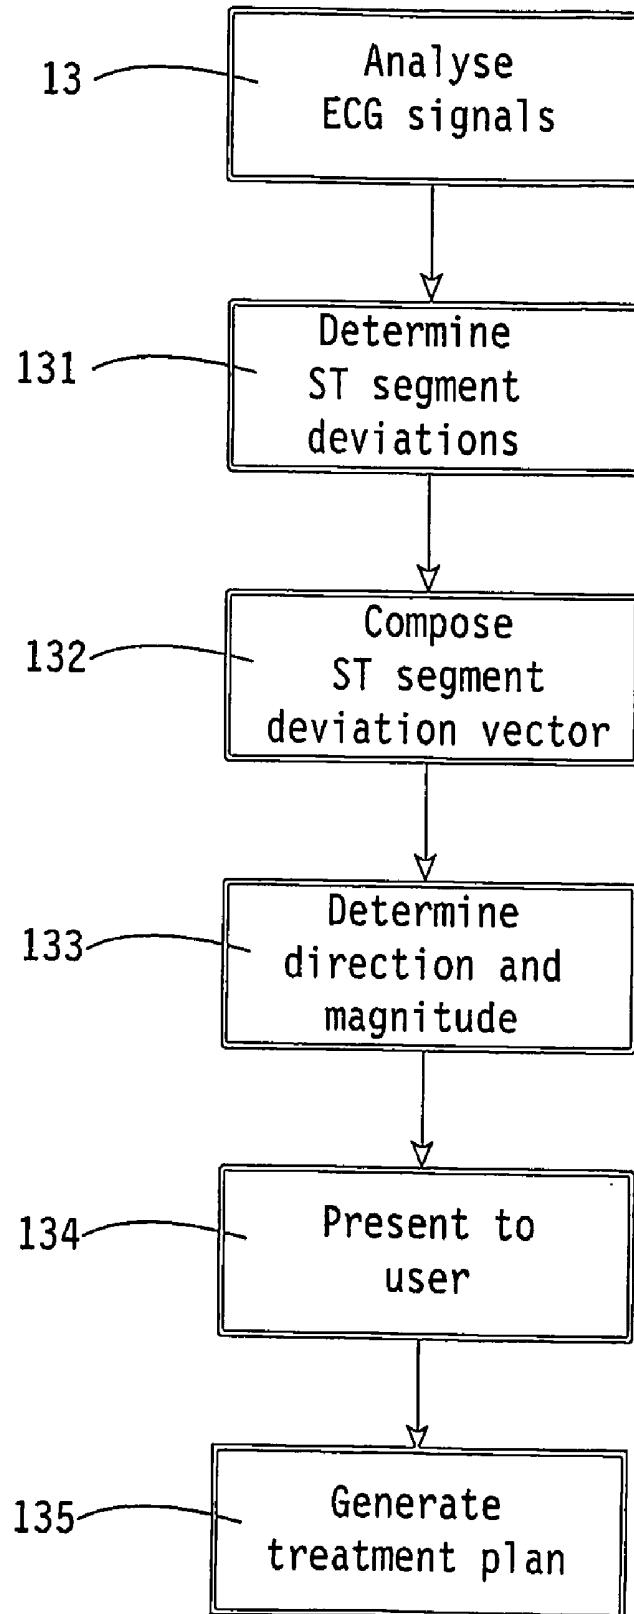 13
Analyse
ECG signals
131
Determine
ST segment
deviations
132
Compose
ST segment
deviation vector
133
Determine
direction and
magnitude
134
Present to
user
135
Generate
treatment plan